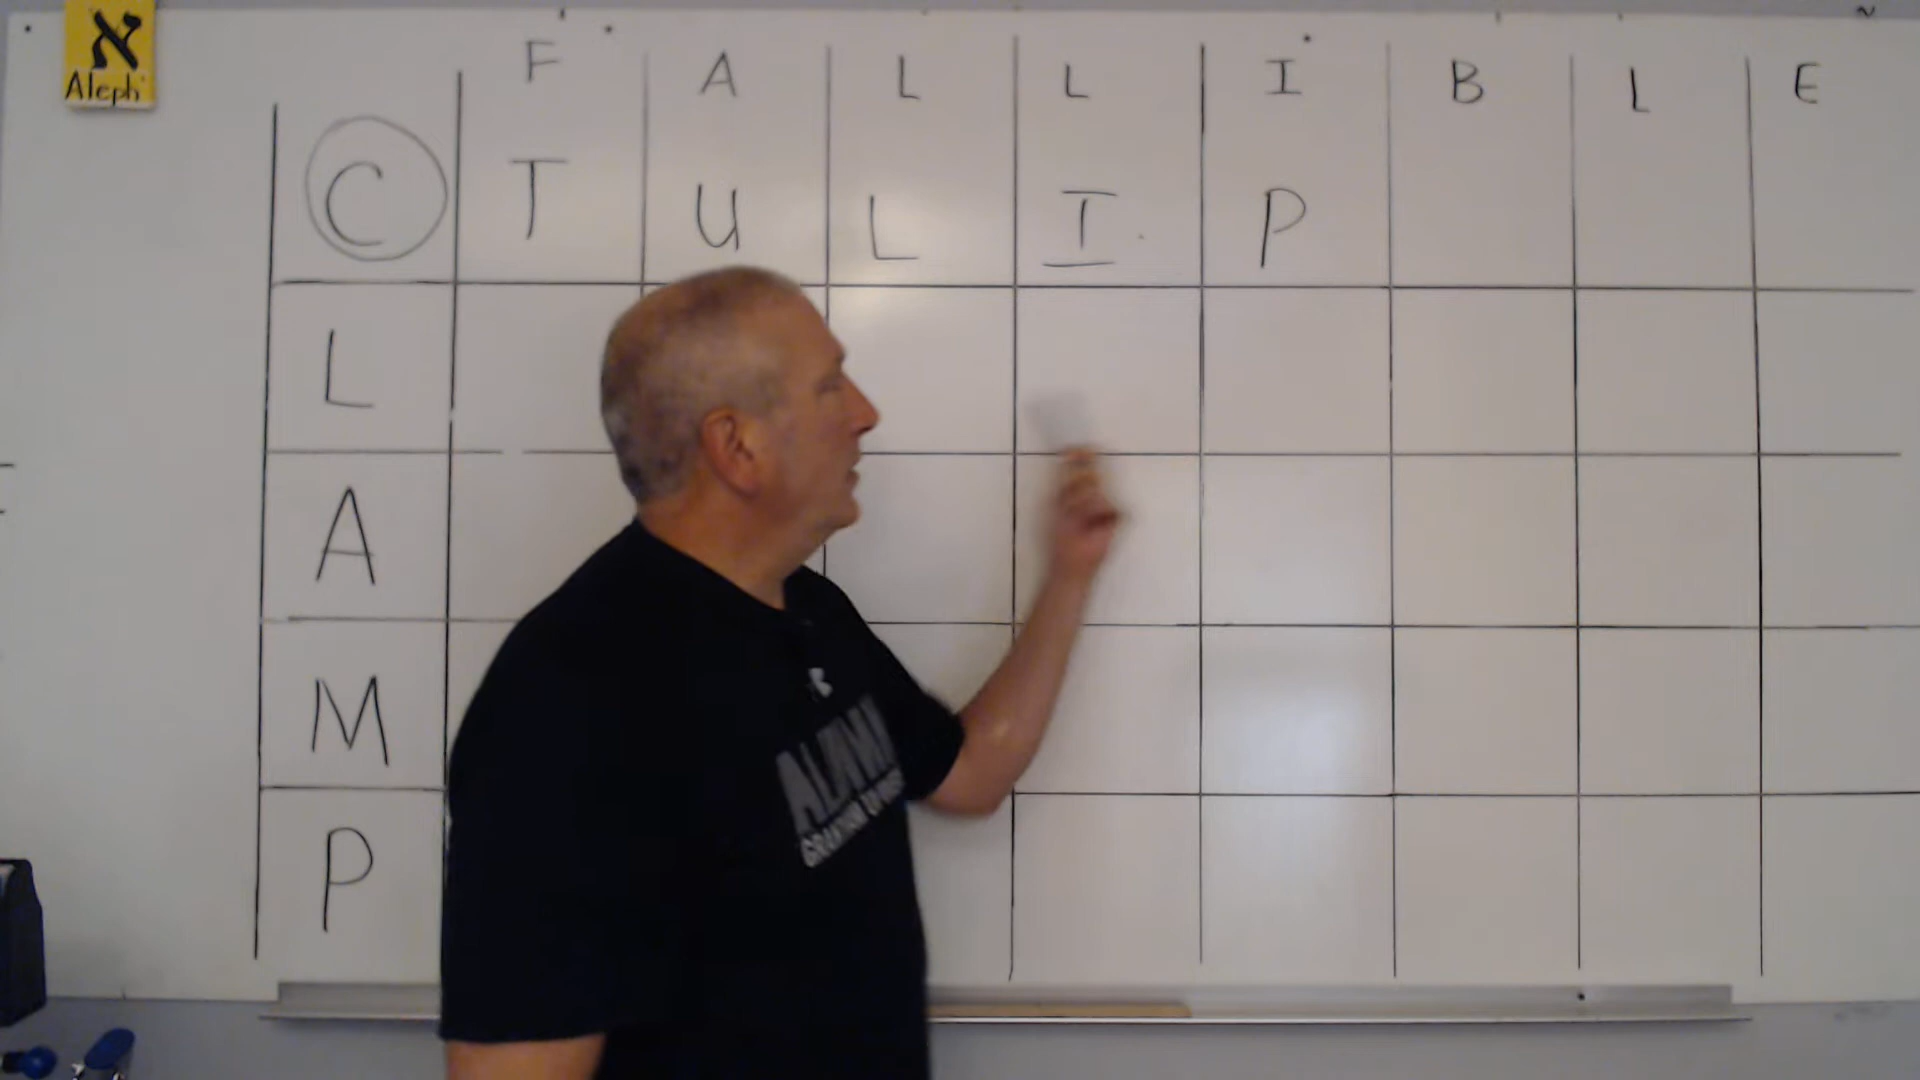 א
Aleph
F A L L I B L E
C T U L I P
L
A
M
P